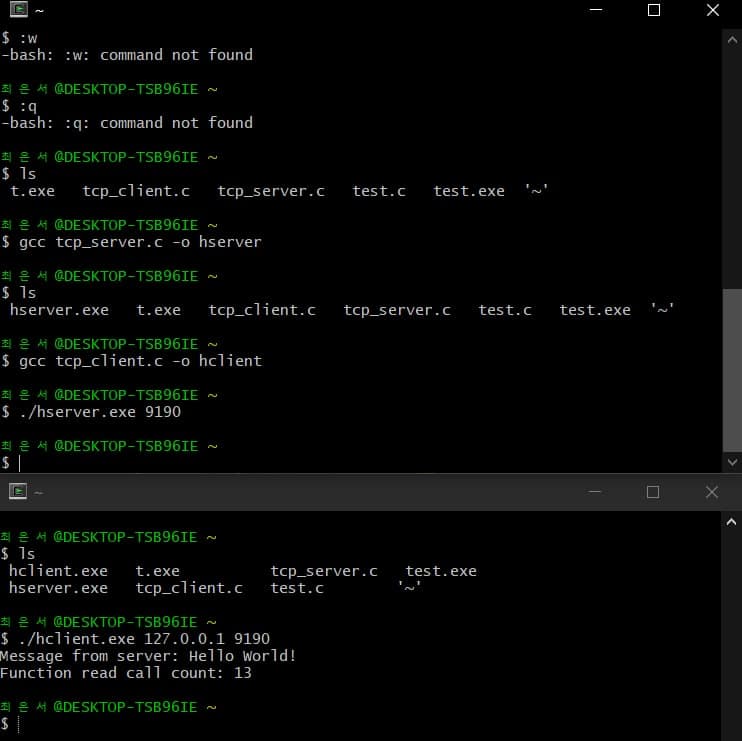 ~
$ :w
-bash: :w: command not found
최 은 서 @DESKTOP-TSB96IE ~
$ :q
-bash: :q: command not found
최 은 서 @DESKTOP-TSB96IE ~
$ ls
t.exe tcp_client.c tcp_server.c test.c test.exe '~'
최 은 서 @DESKTOP-TSB96IE ~
$ gcc tcp_server.c -o hserver
최 은 서 @DESKTOP-TSB96IE ~
$ ls
hserver.exe t.exe tcp_client.c tcp_server.c test.c test.exe '~'
최 은 서 @DESKTOP-TSB96IE ~
$ gcc tcp_client.c -o hclient
최 은 서 @DESKTOP-TSB96IE ~
$ ./hserver.exe 9190
최 은 서 @DESKTOP-TSB96IE ~
$
~
최 은 서 @DESKTOP-TSB96IE ~
$ ls
hclient.exe t.exe tcp_server.c test.exe
hserver.exe tcp_client.c test.c '~'
최 은 서 @DESKTOP-TSB96IE ~
$ ./hclient.exe 127.0.0.1 9190
Message from server: Hello World!
Function read call count: 13
최 은 서 @DESKTOP-TSB96IE ~
$